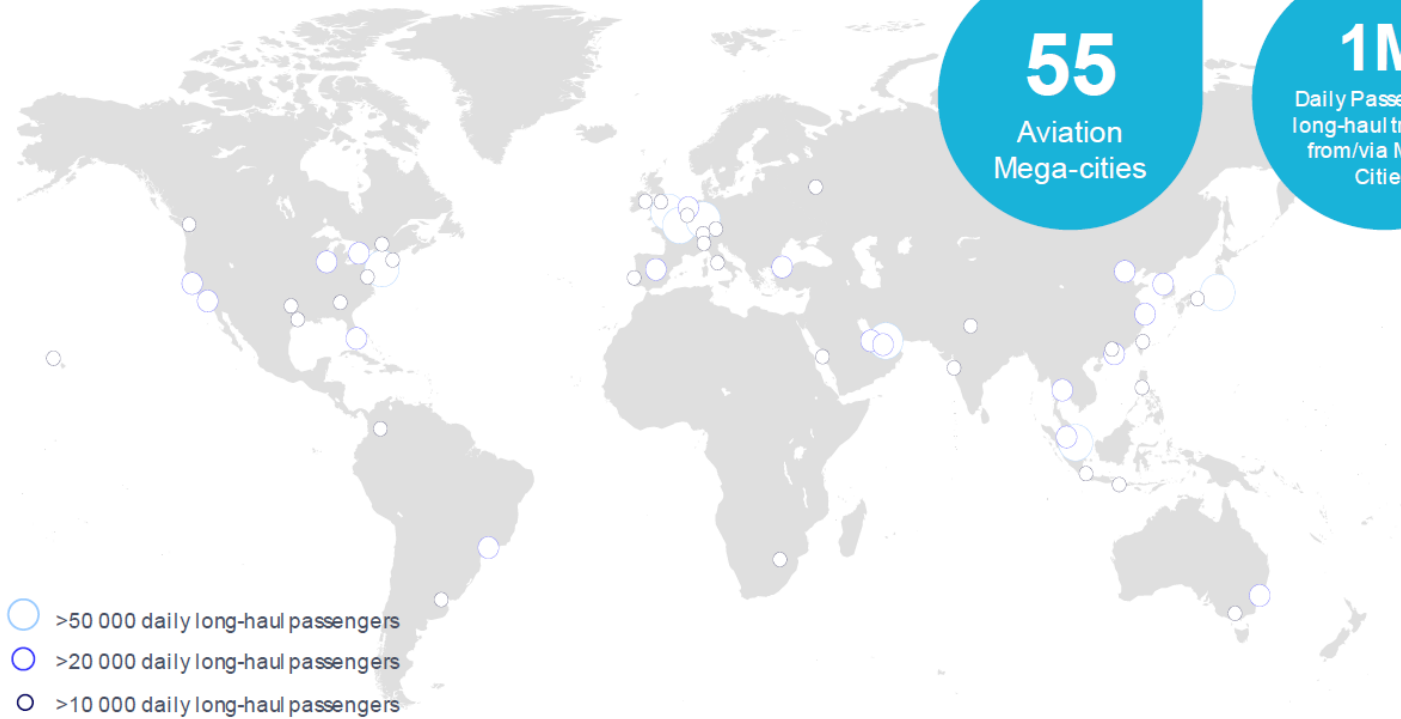 55
Aviation
Mega-cities
1M
Daily Passe
long-haul tr
from/via M
Citie
>50 000 daily long-haul passengers
>20 000 daily long-haul passengers
>10 000 daily long-haul passengers